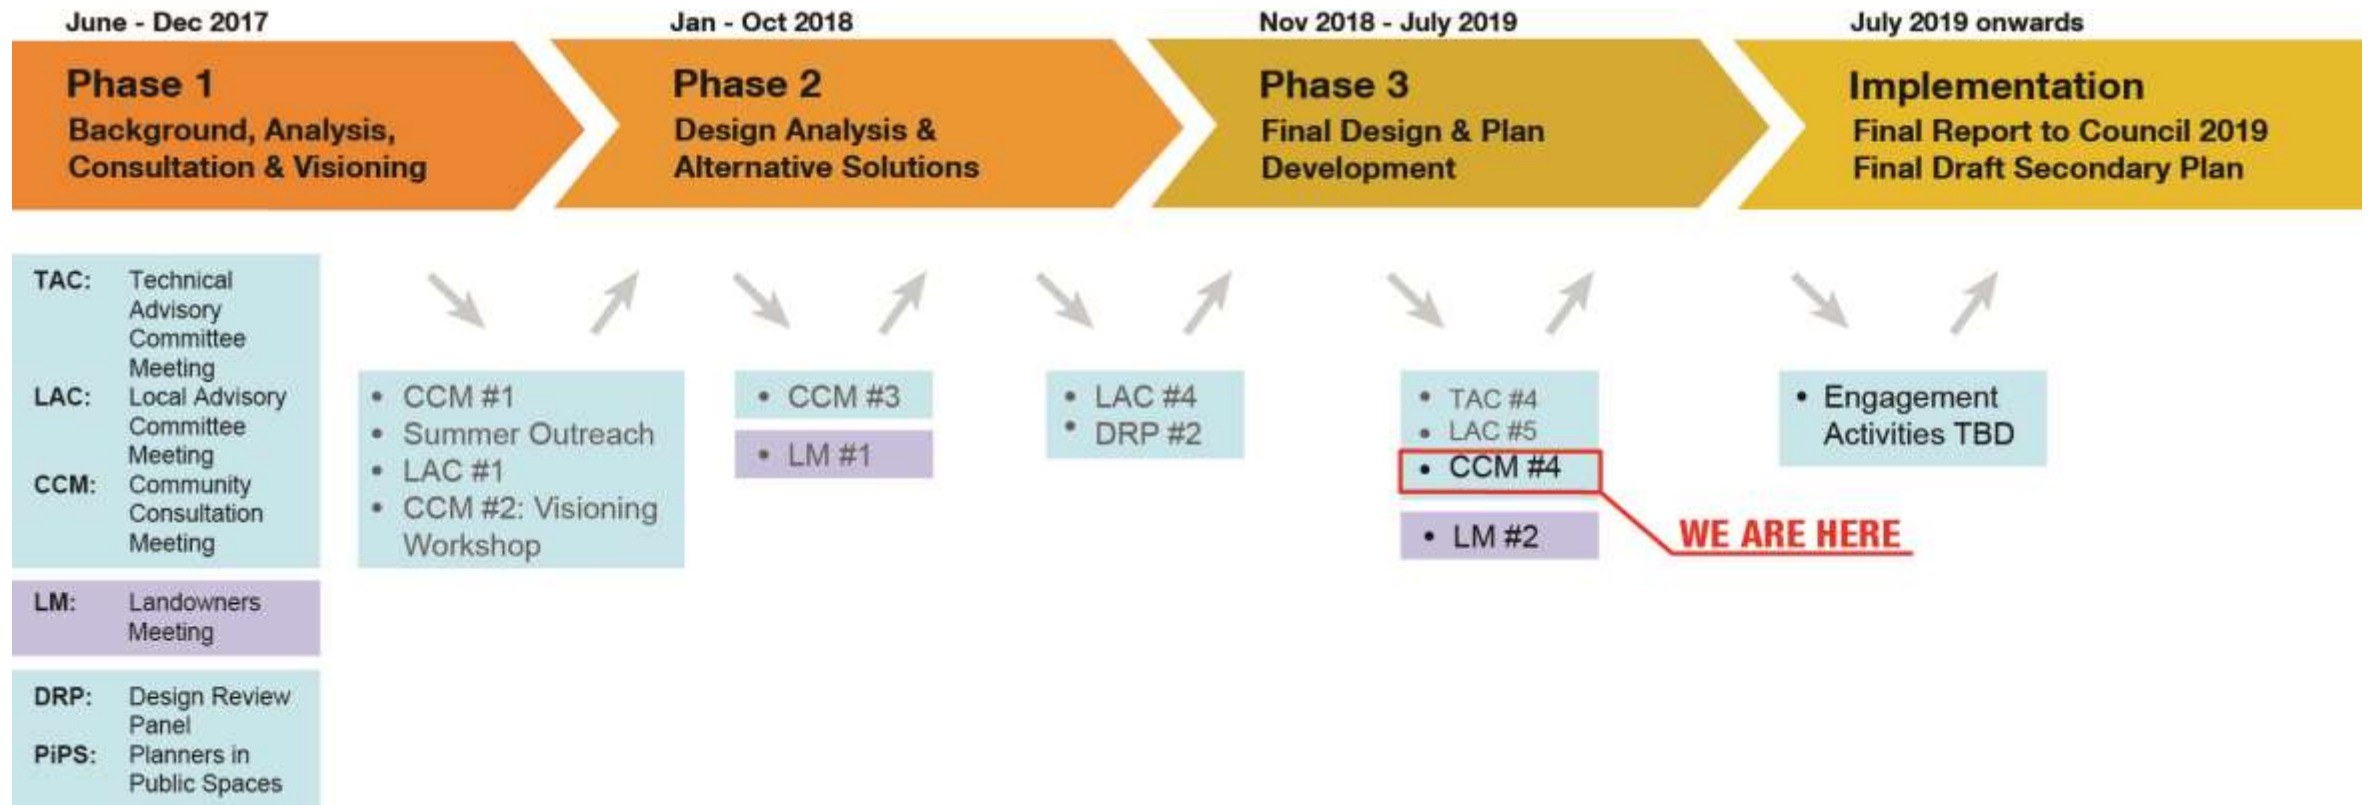 June - Dec 2017
Phase 1
Background, Analysis,
Consultation & Visioning
Jan - Oct 2018
Phase 2
Design Analysis &
Alternative Solutions
Nov 2018 - July 2019
Phase 3
Final Design & Plan
Development
July 2019 onwards
Implementation
Final Report to Council 2019
Final Draft Secondary Plan
TAC: Technical
Advisory
Committee
Meeting
LAC: Local Advisory
Committee
Meeting
CCM: Community
Consultation
Meeting
LM: Landowners
Meeting
DRP: Design Review
Panel
PiPS: Planners in
Public Spaces
• CCM #1
• Summer Outreach
• LAC #1
• CCM #2: Visioning
Workshop
• CCM #3
• LM #1
• LAC #4
• DRP #2
• TAC #4
• LAC #5
• CCM #4
• LM #2
WE ARE HERE
• Engagement
Activities TBD